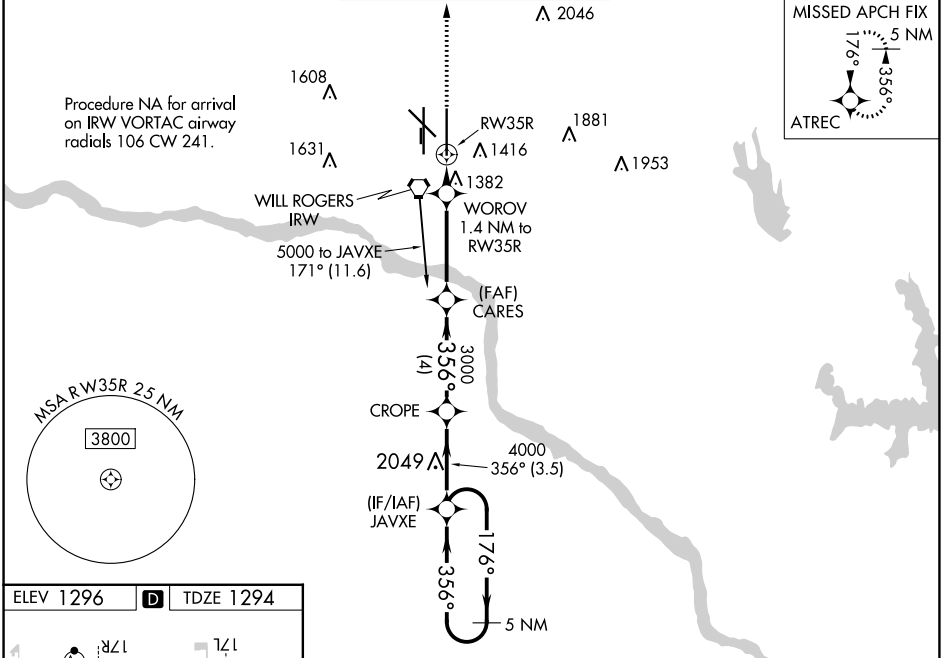 2046
MISSED APCH FIX
5 NM
176°
356°
ATREC
1608
Procedure NA for arrival
on IRW VORTAC airway
radials 106 CW 241.
RW35R
1881
1416
1631
1953
1382
WILL ROGERS
IRW
WOROV
1.4 NM to
RW35R
5000 to JAVXE
171° (11.6)
(FAF)
CARES
3000
356°
(4)
MSA RW35R 25 NM
3800
CROPE
2049
4000
356° (3.5)
(IF/IAF)
JAVXE
176°
356°
5 NM
ELEV 1296
D
TDZE 1294
17R
17L